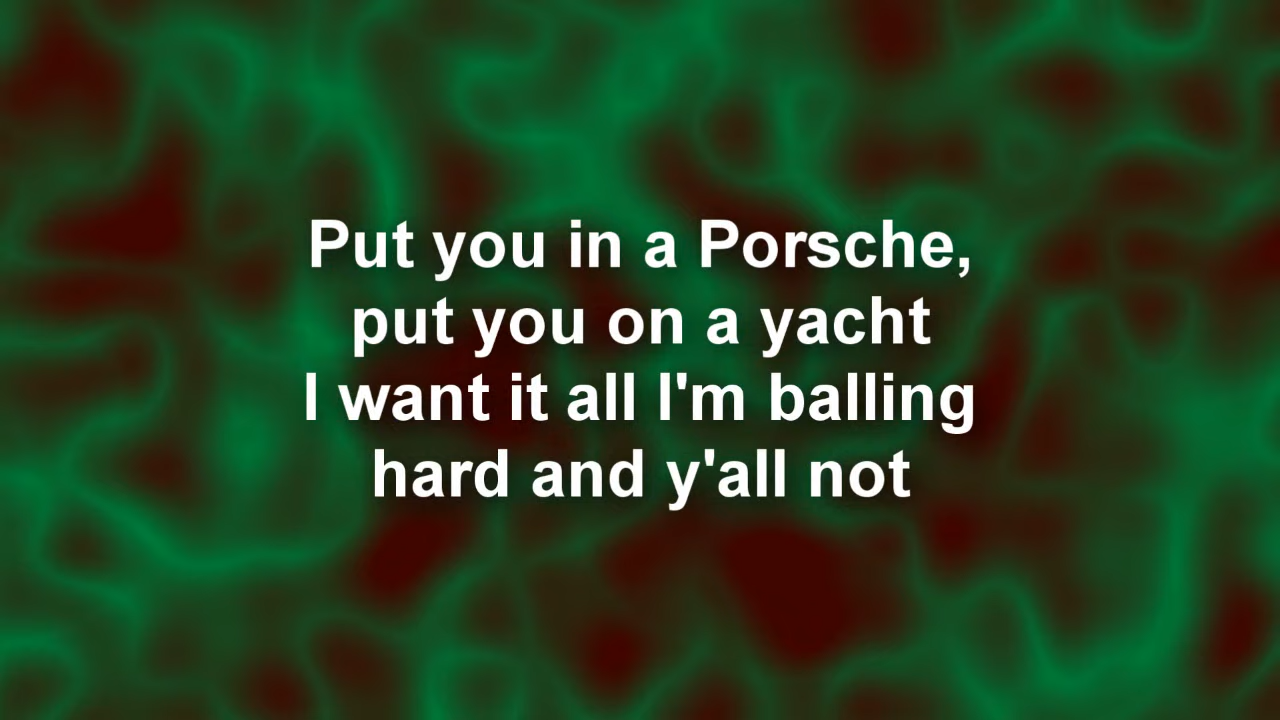 Put you in a Porsche,
put you on a yacht
I want it all I'm balling
hard and y'all not